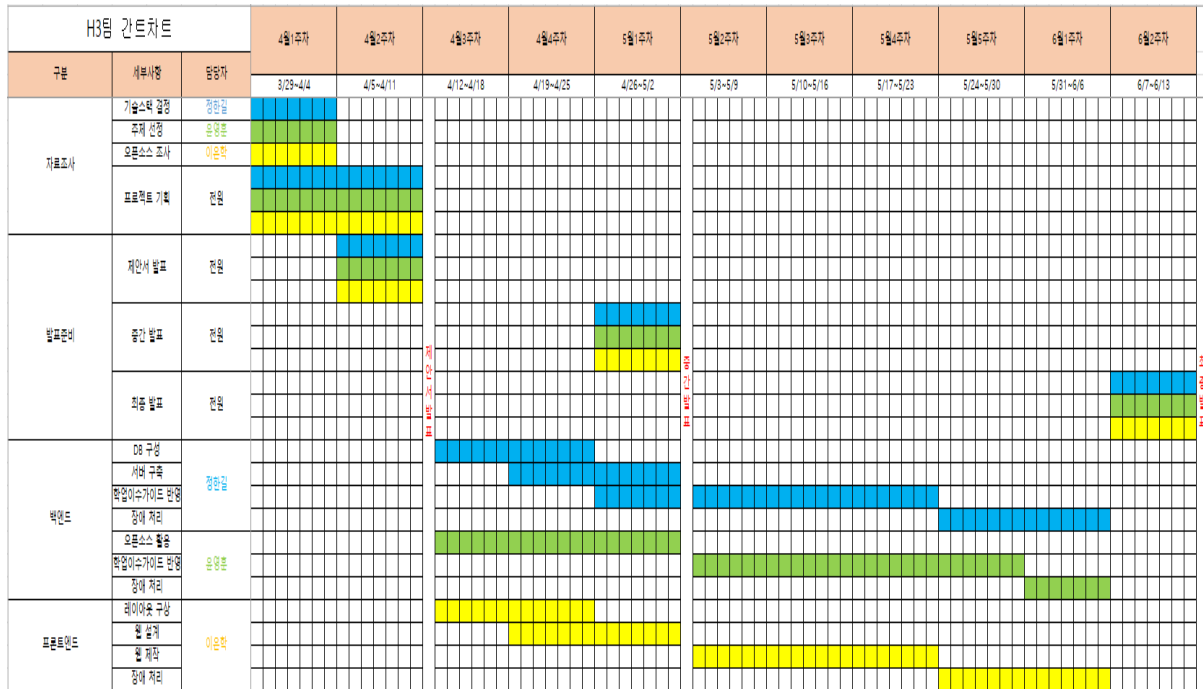 H3팀 간트차트
4월1주차 4월2주차 4월3주차 4월4주차 5월1주차 5월2주차 5월3주차 5월4주차 5월5주차 6월1주차 6월2주차
구분 세부사항 담당자 3/29~4/4 4/5~4/11 4/12~4/18 4/19~4/25 4/26~5/2 5/3~5/9 5/10~5/16 5/17~5/23 5/24~5/30 5/31~6/6 6/7~6/13
자료조사
기술스택 결정 정한길
주제 선정 윤영훈
오픈소스 조사 이온학
프로젝트 기획 전원
발표준비
제안서 발표 전원
중간 발표 전원
최종 발표 전원
제안서발표
중간발표
백엔드
DB 구성
서버 구축
정한길
학업이수가이드 반영
장애 처리
오픈소스 활용
학업이수가이드 반영 윤영훈
장애 처리
프론트엔드
레이아웃 구상
웹 설계
이온학
웹 제작
장애 처리